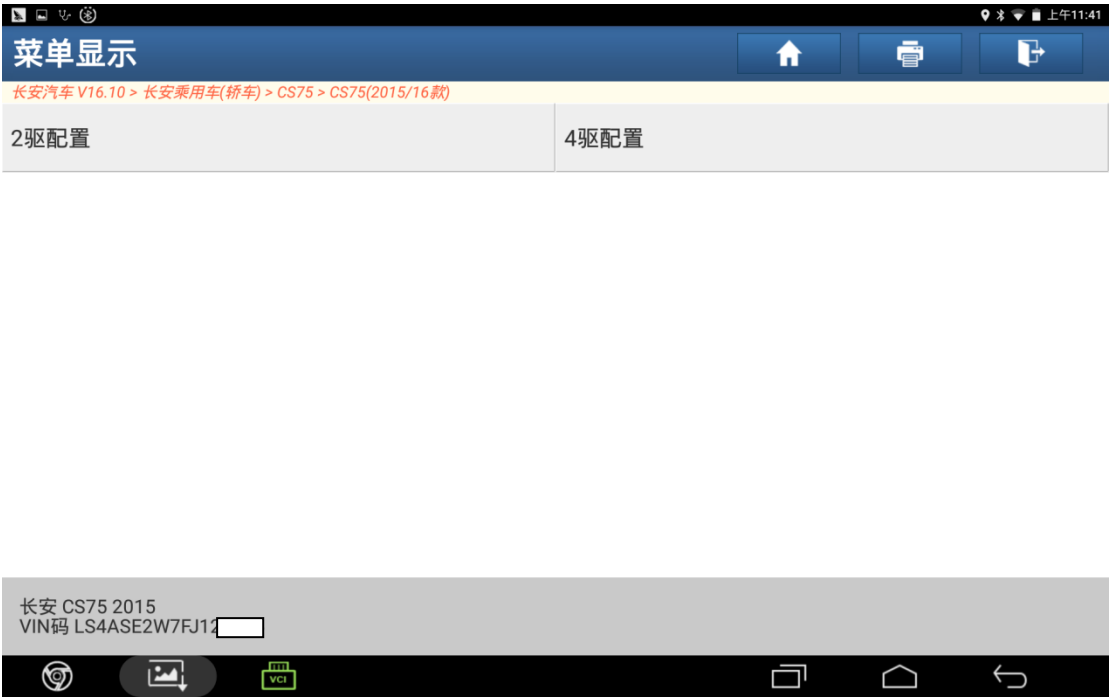 上午11:41
菜单显示
长安汽车 V16.10 > 长安乘用车(轿车) > CS75 > CS75(2015/16款)
2驱配置
4驱配置
长安 CS75 2015
VIN码 LS4ASE2W7FJ12
VCI